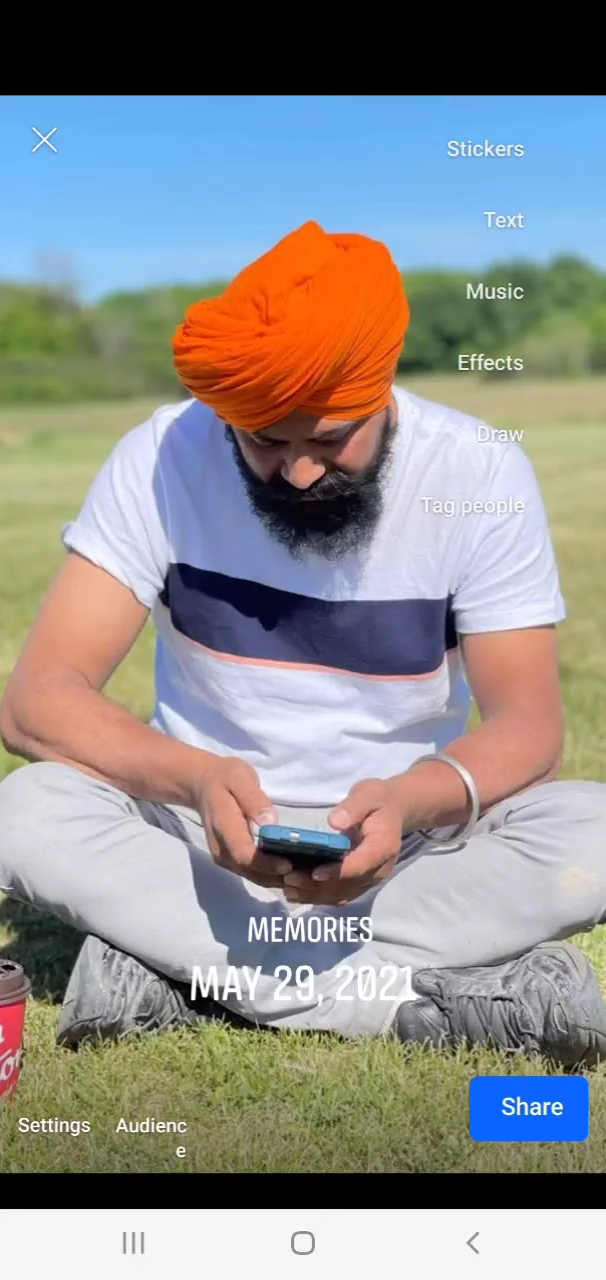 Stickers
Text
Music
Effects
Draw
Tag people
MEMORIES
MAY 29, 2021
Share
Settings
Audienc
e